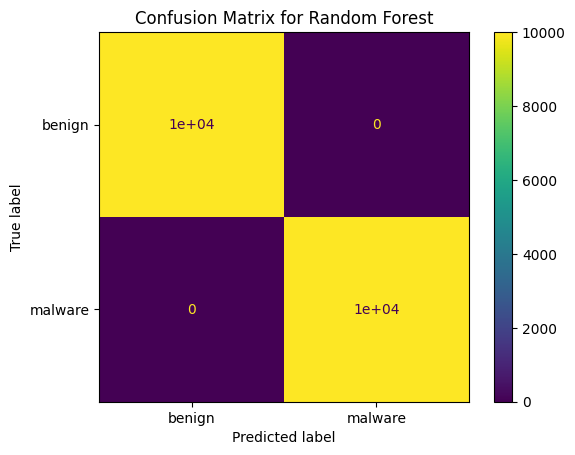 Confusion Matrix for Random Forest
10000
benign
1e+04
0
8000
True label
6000
4000
malware
0
1e+04
2000
0
benign
malware
Predicted label